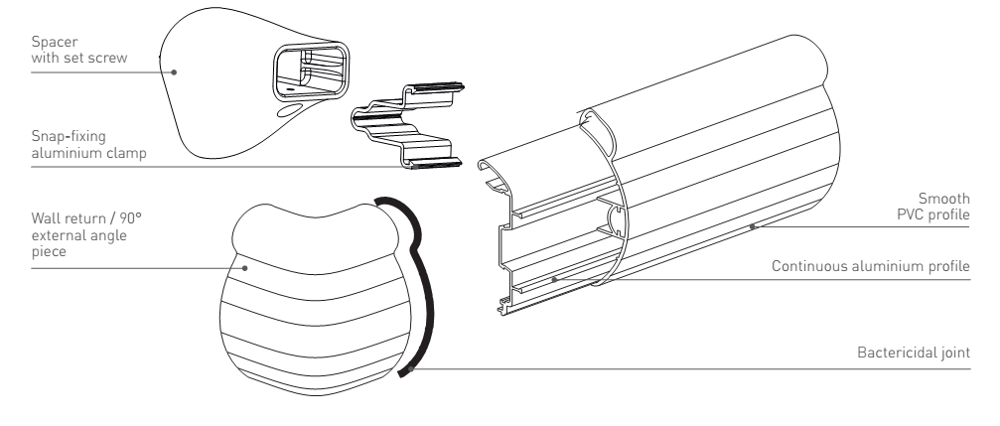 Spacer
with set screw
Snap-fixing
aluminium clamp
Wall return / 90°
external angle
piece
Smooth
PVC profile
Continuous aluminium profile
Bactericidal joint